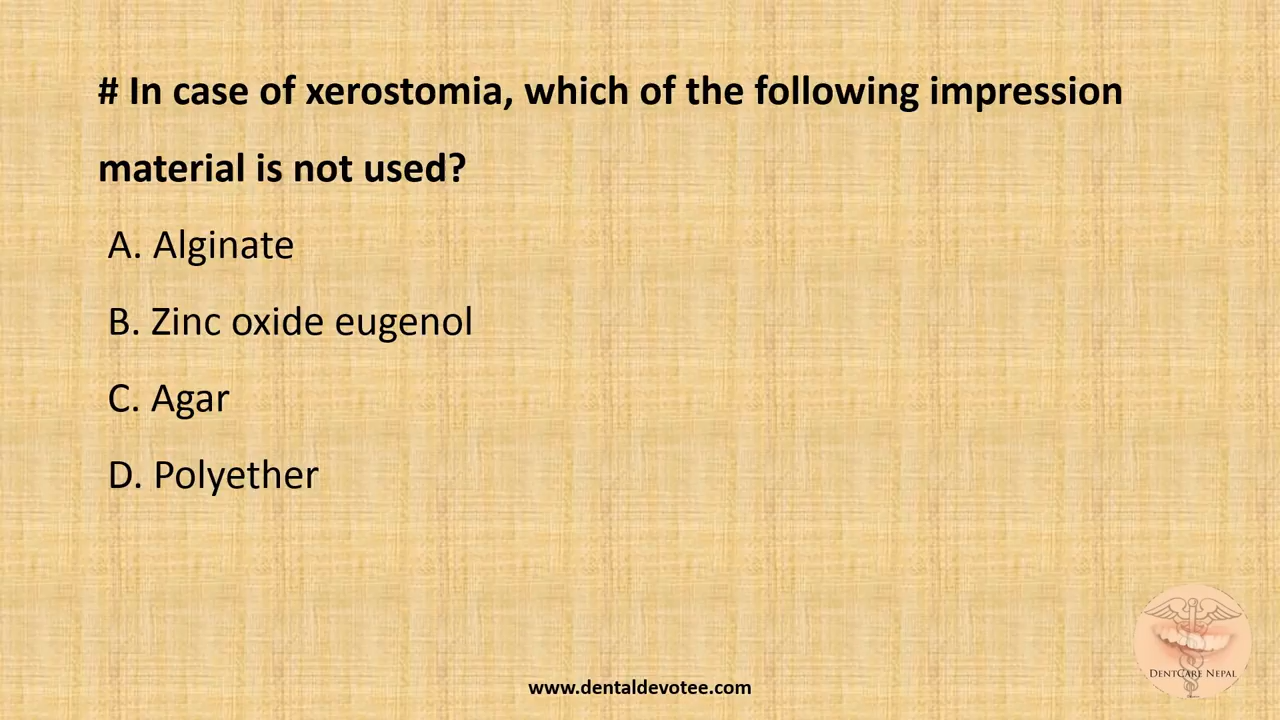 # In case of xerostomia, which of the following impression
material is not used?
A. Alginate
B. Zinc oxide eugenol
C. Agar
D. Polyether
DENTCARE NEPAL
www.dentaldevotee.com